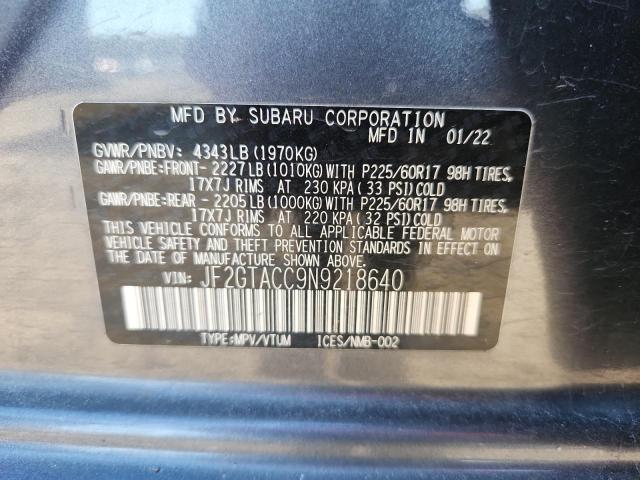 MFD BY SUBARU CORPORATION
MFD IN 01/22
GVWR/PNBV: 4343LB (1970KG)
GAWR/PNBE:FRONT- 2227LB(1010KG)WITH P225/60R17 98H TIRES,
17X7J RIMS AT 230 KPA (33 PSI)COLD
GAWR/PNBE:REAR - 2205LB(1000KG)WITH P225/60R17 98H TIRES,
17X7J RIMS AT 220 KPA (32 PSI)COLD
THIS VEHICLE CONFORMS TO ALL APPLICABLE FEDERAL MOTOR
VEHICLE SAFETY AND THEFT PREVENTION STANDARDS IN EFFECT ON
THE DATE OF MANUFACTURE SHOWN ABOVE.
VIN: JF2GTACC9N9218640
TYPE:MPV/VTUM ICES/NMB-002